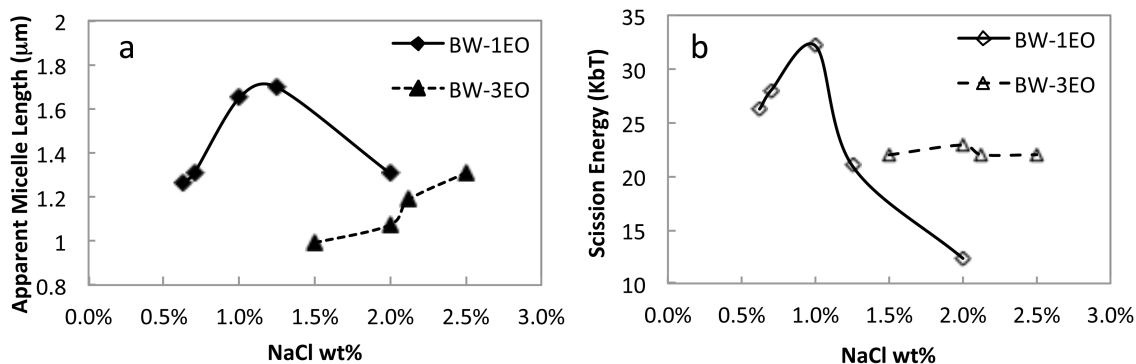 a
BW-1EO
BW-3EO
Apparent Micelle Length (μm)
2
1.8
1.6
1.4
1.2
1
0.8
0.0% 0.5% 1.0% 1.5% 2.0% 2.5% 3.0%
NaCl wt%
b
BW-1EO
BW-3EO
Scission Energy (KbT)
35
30
25
20
15
10
0.0% 0.5% 1.0% 1.5% 2.0% 2.5% 3.0%
NaCl wt%